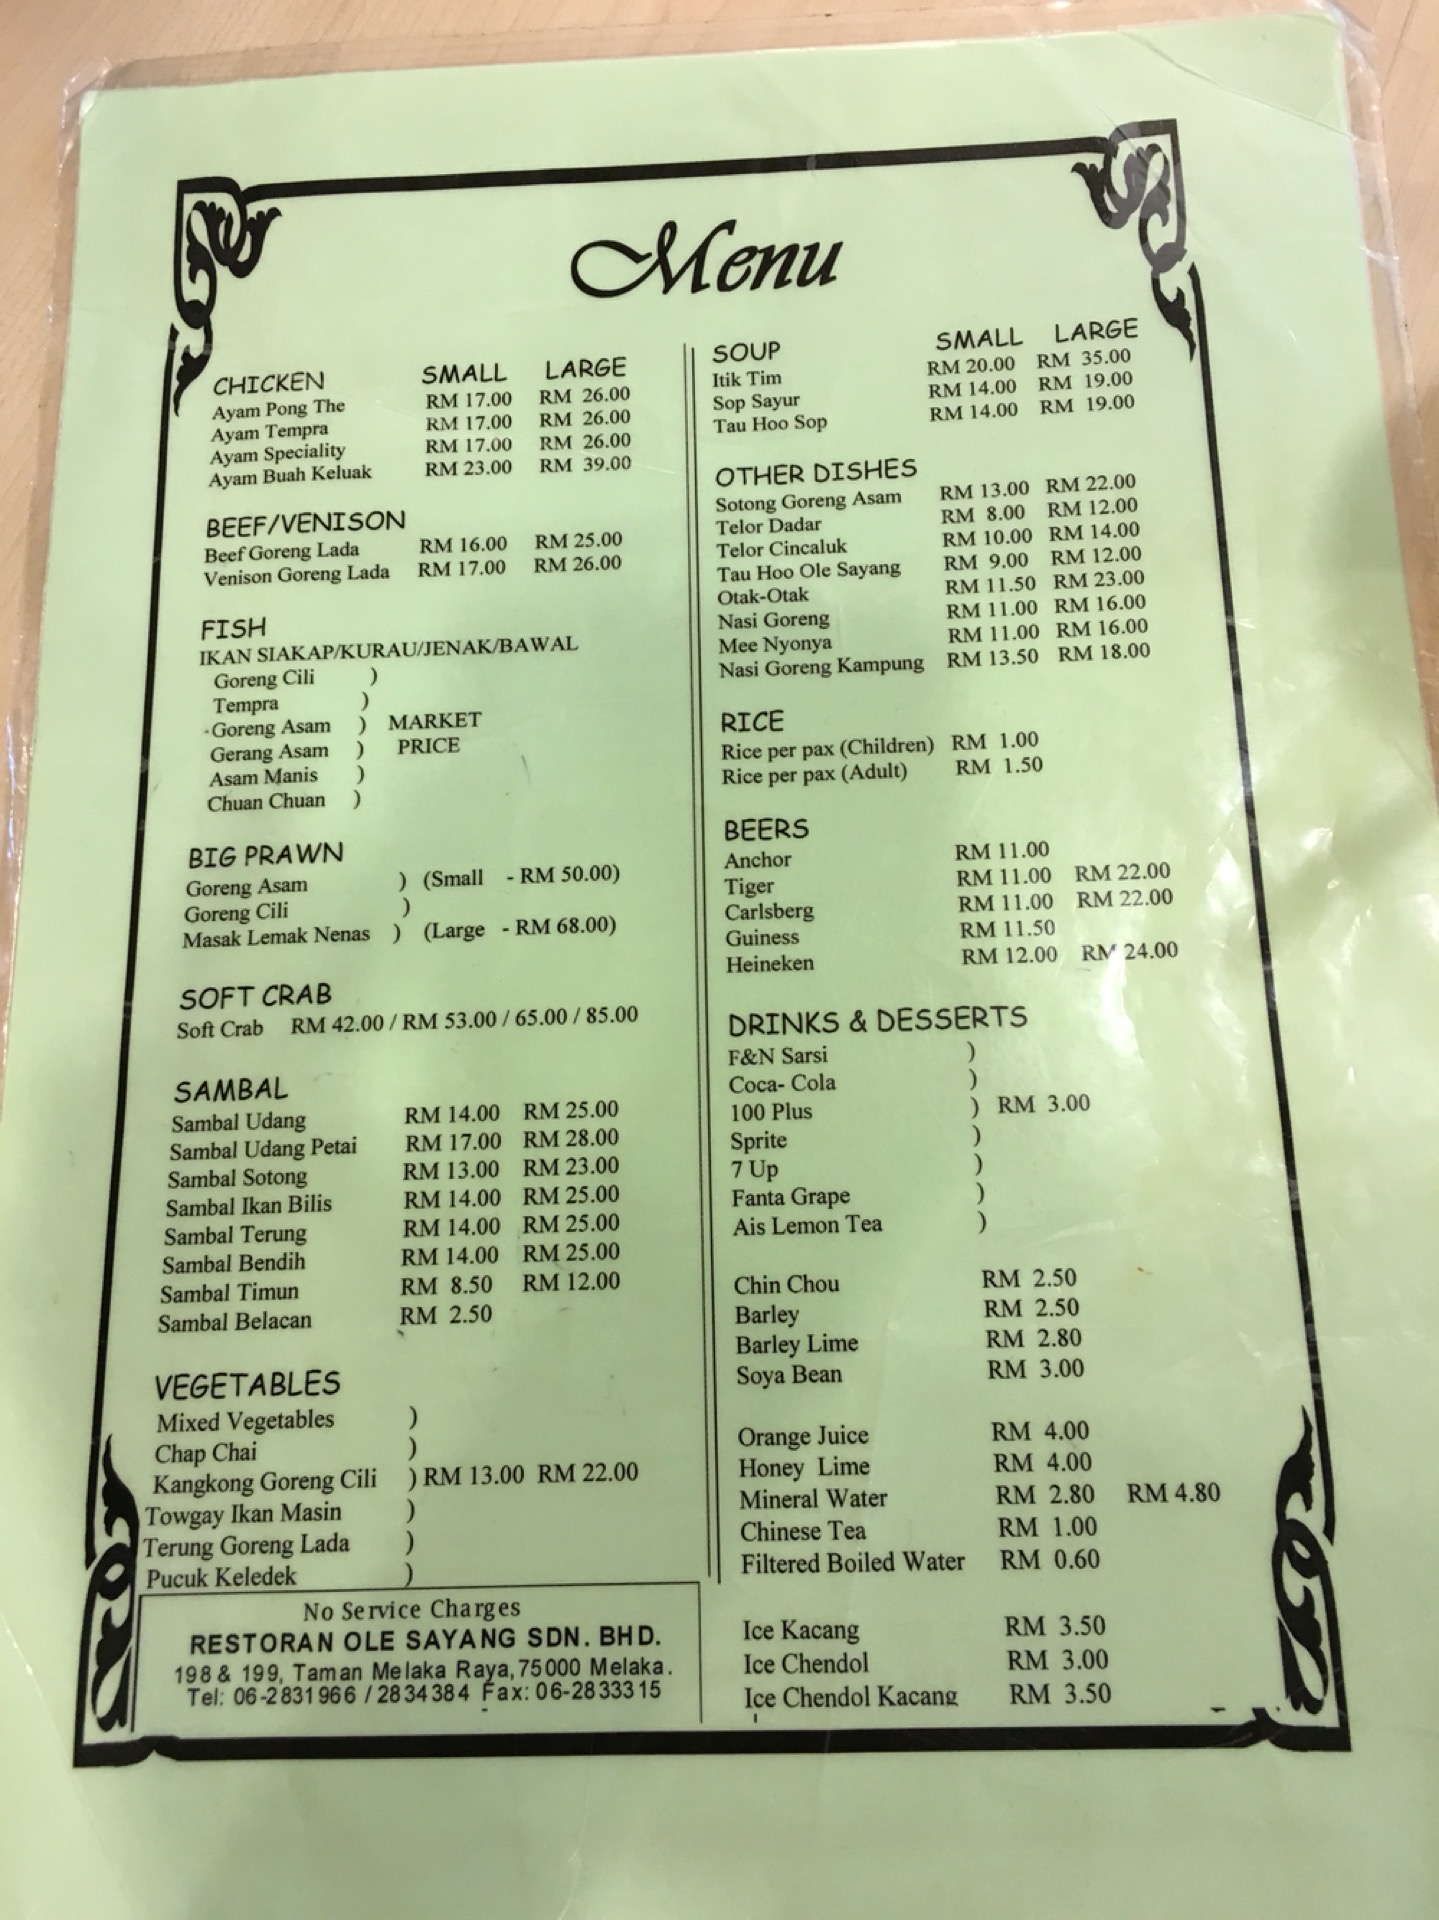 Menu
CHICKEN SMALL LARGE
Ayam Pong The RM 17.00 RM 26.00
Ayam Tempra RM 17.00 RM 26.00
Ayam Speciality RM 17.00 RM 26.00
Ayam Buah Keluak RM 23.00 RM 39.00
BEEF/VENISON
Beef Goreng Lada RM 16.00 RM 25.00
Venison Goreng Lada RM 17.00 RM 26.00
FISH
IKAN SIAKAP/KURAU/JENAK/BAWAL
Goreng Cili )
Tempra )
Goreng Asam ) MARKET
Gerang Asam ) PRICE
Asam Manis )
Chuan Chuan )
BIG PRAWN
Goreng Asam ) (Small - RM 50.00)
Goreng Cili )
Masak Lemak Nenas ) (Large - RM 68.00)
SOFT CRAB
Soft Crab RM 42.00 / RM 53.00 / 65.00 / 85.00
SAMBAL
Sambal Udang RM 14.00 RM 25.00
Sambal Udang Petai RM 17.00 RM 28.00
Sambal Sotong RM 13.00 RM 23.00
Sambal Ikan Bilis RM 14.00 RM 25.00
Sambal Terung RM 14.00 RM 25.00
Sambal Bendih RM 14.00 RM 25.00
Sambal Timun RM 8.50 RM 12.00
Sambal Belacan RM 2.50
VEGETABLES
Mixed Vegetables )
Chap Chai )
Kangkong Goreng Cili ) RM 13.00 RM 22.00
Towgay Ikan Masin )
Terung Goreng Lada )
Pucuk Keledek )
No Service Charges
RESTORAN OLE SAYANG SDN. BHD.
198 & 199, Taman Melaka Raya,75000 Melaka.
Tel: 06-2831966 / 2834384 Fax: 06-2833315
SOUP SMALL LARGE
Itik Tim RM 20.00 RM 35.00
Sop Sayur RM 14.00 RM 19.00
Tau Hoo Sop RM 14.00 RM 19.00
OTHER DISHES
Sotong Goreng Asam RM 13.00 RM 22.00
Telor Dadar RM 8.00 RM 12.00
Telor Cincaluk RM 10.00 RM 14.00
Tau Hoo Ole Sayang RM 9.00 RM 12.00
Otak-Otak RM 11.50 RM 23.00
Nasi Goreng RM 11.00 RM 16.00
Mee Nyonya RM 11.00 RM 16.00
Nasi Goreng Kampung RM 13.50 RM 18.00
RICE
Rice per pax (Children) RM 1.00
Rice per pax (Adult) RM 1.50
BEERS
Anchor RM 11.00
Tiger RM 11.00 RM 22.00
Carlsberg RM 11.00 RM 22.00
Guiness RM 11.50
Heineken RM 12.00 RM 24.00
DRINKS & DESSERTS
F&N Sarsi )
Coca- Cola )
100 Plus ) RM 3.00
Sprite )
7 Up )
Fanta Grape )
Ais Lemon Tea )
Chin Chou RM 2.50
Barley RM 2.50
Barley Lime RM 2.80
Soya Bean RM 3.00
Orange Juice RM 4.00
Honey Lime RM 4.00
Mineral Water RM 2.80 RM 4.80
Chinese Tea RM 1.00
Filtered Boiled Water RM 0.60
Ice Kacang RM 3.50
Ice Chendol RM 3.00
Ice Chendol Kacang RM 3.50